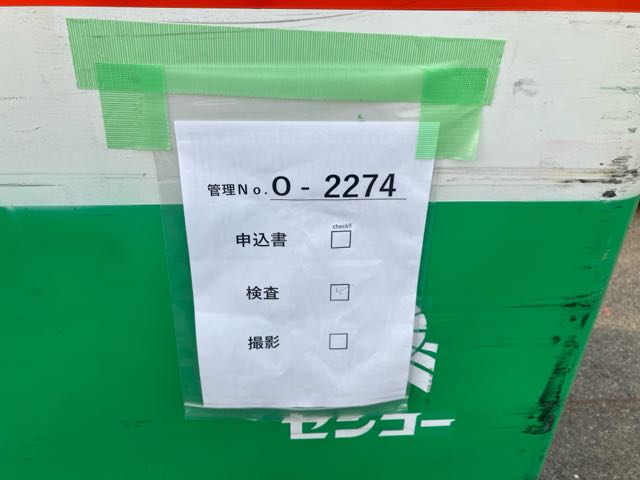 管理No. O - 2274
check!!
申込書 □
検査 ☑
撮影 □
センコー